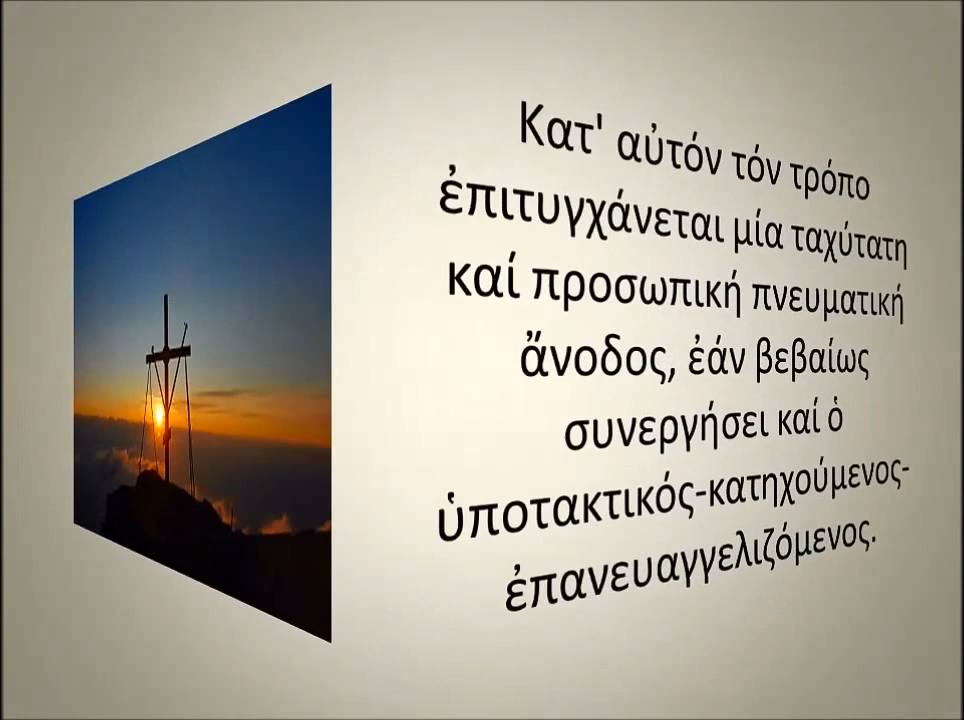 Κατ' αὐτόν τόν τρόπο
ἐπιτυγχάνεται μία ταχύτατη
καί προσωπική πνευματική
ἄνοδος, ἐάν βεβαίως
συνεργήσει καί ὁ
ὑποτακτικός-κατηχούμενος-
ἐπανευαγγελιζόμενος.